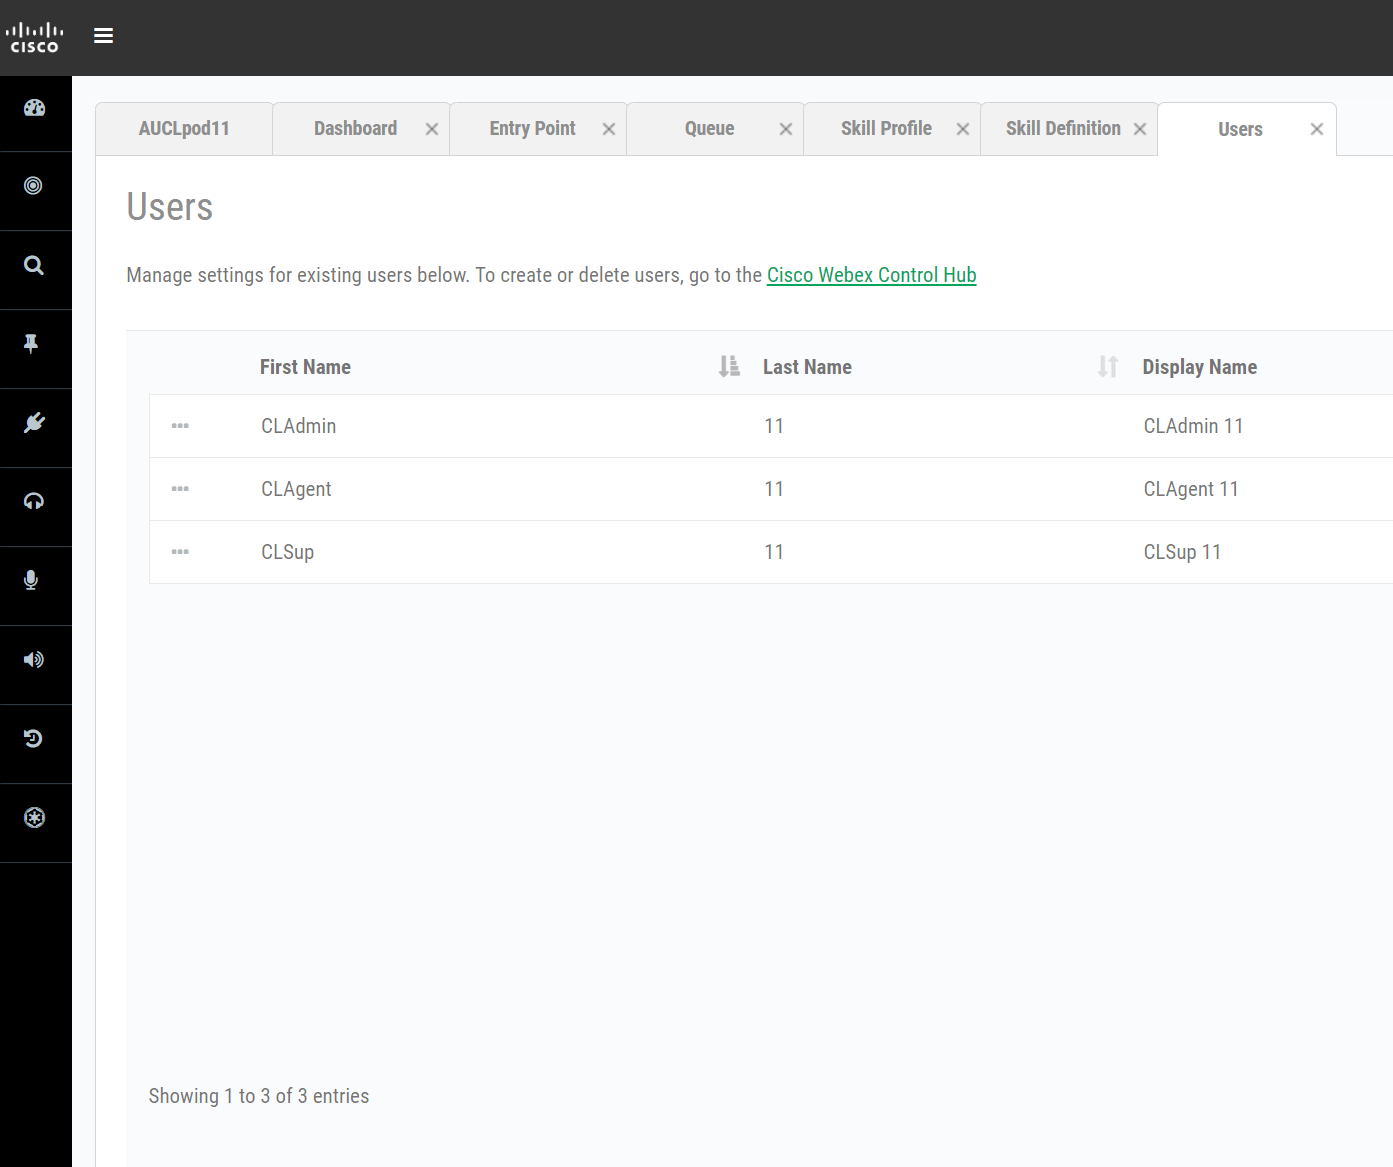 CISCO
AUCLpod11 Dashboard Entry Point Queue Skill Profile Skill Definition Users
Users
Manage settings for existing users below. To create or delete users, go to the Cisco Webex Control Hub
First Name Last Name Display Name
CLAdmin 11 CLAdmin 11
CLAgent 11 CLAgent 11
CLSup 11 CLSup 11
Showing 1 to 3 of 3 entries